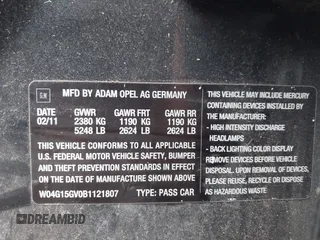 GM
MFD BY ADAM OPEL AG GERMANY
02/11 GVWR GAWR FRT GAWR RR
2380 KG 1190 KG 1190 KG
5248 LB 2624 LB 2624 LB
THIS VEHICLE CONFORMS TO ALL APPLICABLE
U.S. FEDERAL MOTOR VEHICLE SAFETY, BUMPER
AND THEFT PREVENTION STANDARDS IN EFFECT
ON THE DATE OF MANUFACTURE SHOWN ABOVE.
W04G15GV0B1121807 TYPE: PASS CAR
THIS VEHICLE MAY INCLUDE MERCURY
CONTAINING DEVICES INSTALLED BY
THE MANUFACTURER:
- HIGH INTENSITY DISCHARGE
HEADLAMPS
- BACK LIGHTING COLOR DISPLAY
REMOVE DEVICES BEFORE VEHICLE
DISPOSAL. UPON REMOVAL OF DEVICES,
PLEASE REUSE, RECYCLE OR DISPOSE
AS HAZARDOUS WASTE
DREAMBID